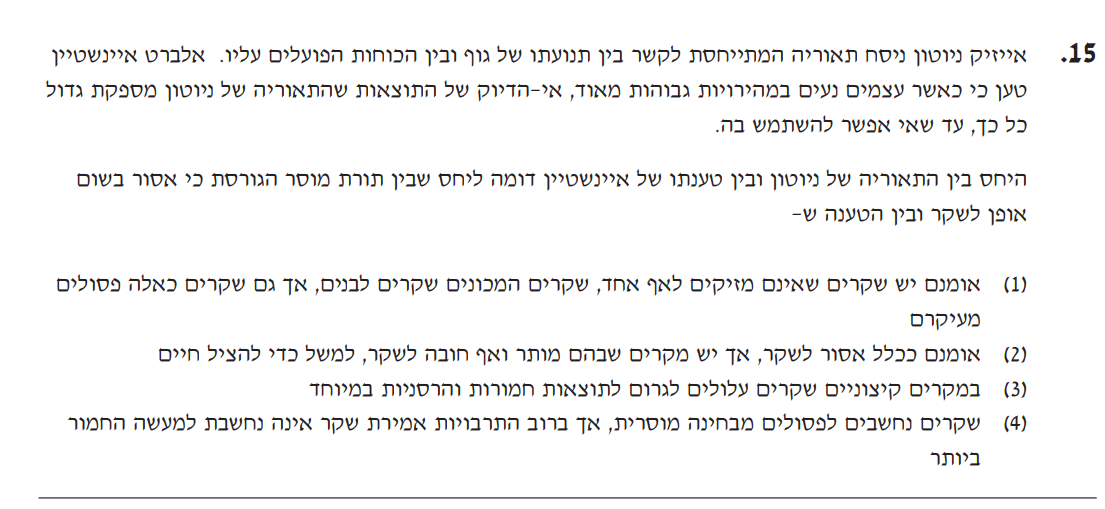 15. אייזיק ניוטון ניסח תאוריה המתייחסת לקשר בין תנועתו של גוף ובין הכוחות הפועלים עליו. אלברט איינשטיין
טען כי כאשר עצמים נעים במהירויות גבוהות מאוד, אי-הדיוק של התוצאות שהתאוריה של ניוטון מספקת גדול
כל כך, עד שאי אפשר להשתמש בה.
היחס בין התאוריה של ניוטון ובין טענתו של איינשטיין דומה ליחס שבין תורת מוסר הגורסת כי אסור בשום
אופן לשקר ובין הטענה ש-
(1) אומנם יש שקרים שאינם מזיקים לאף אחד, שקרים המכונים שקרים לבנים, אך גם שקרים כאלה פסולים
מעיקרם
(2) אומנם ככלל אסור לשקר, אך יש מקרים שבהם מותר ואף חובה לשקר, למשל כדי להציל חיים
(3) במקרים קיצוניים שקרים עלולים לגרום לתוצאות חמורות והרסניות במיוחד
(4) שקרים נחשבים לפסולים מבחינה מוסרית, אך ברוב התרבויות אמירת שקר אינה נחשבת למעשה החמור
ביותר